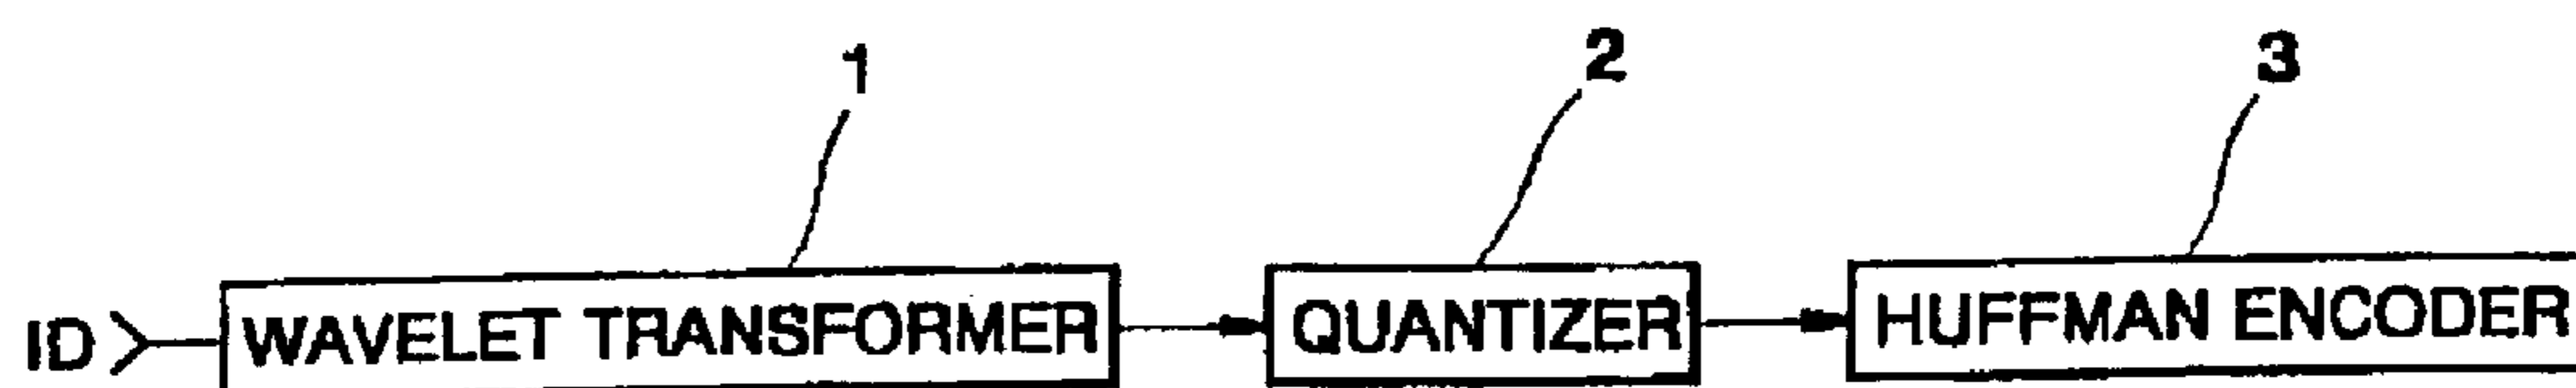 1 2 3
ID WAVELET TRANSFORMER QUANTIZER HUFFMAN ENCODER